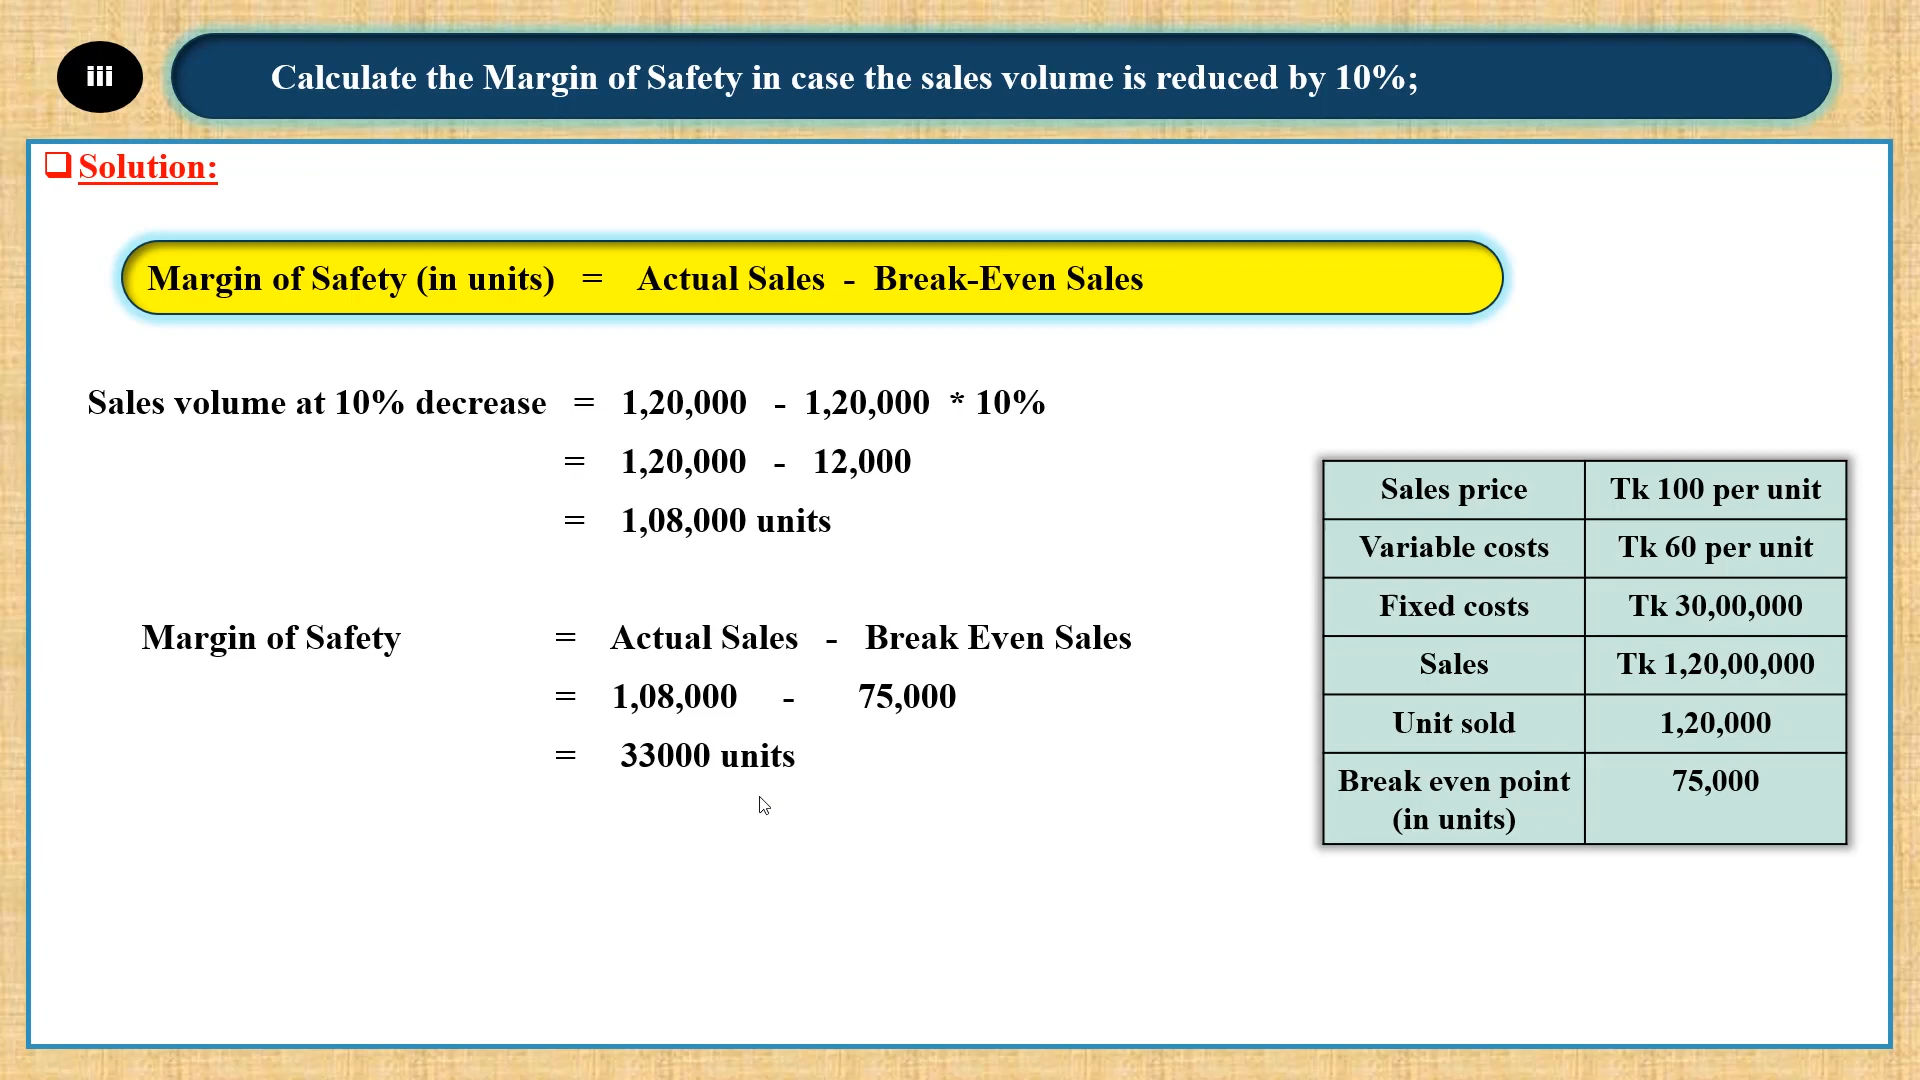 iii
Calculate the Margin of Safety in case the sales volume is reduced by 10%;
Solution:
Margin of Safety (in units) = Actual Sales - Break-Even Sales
Sales volume at 10% decrease = 1,20,000 - 1,20,000 * 10%
= 1,20,000 - 12,000
= 1,08,000 units
Margin of Safety = Actual Sales - Break Even Sales
= 1,08,000 - 75,000
= 33000 units
Sales price Tk 100 per unit
Variable costs Tk 60 per unit
Fixed costs Tk 30,00,000
Sales Tk 1,20,00,000
Unit sold 1,20,000
Break even point 75,000
(in units)